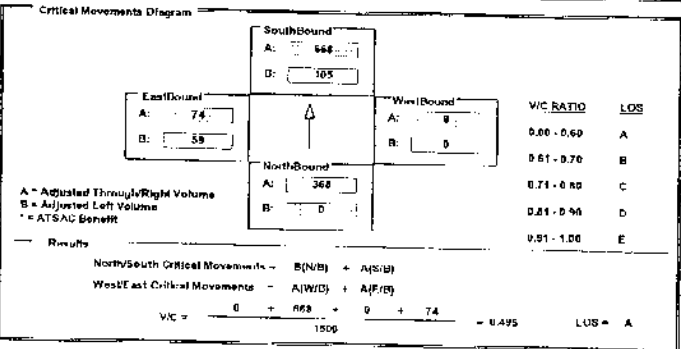 Critical Movements Diagram
SouthBound
A: 668
B: 105
EastBound
A: 74
B: 59
WestBound
A: 0
B: 0
NorthBound
A: 368
B: 0
V/C RATIO LOS
0.00 - 0.60 A
0.61 - 0.70 B
0.71 - 0.80 C
0.81 - 0.90 D
0.91 - 1.00 E
A = Adjusted Through/Right Volume
B = Adjusted Left Volume
* = ATSAC Benefit
Results
North/South Critical Movements = B(N/B) + A(S/B)
West/East Critical Movements = A(W/B) + A(E/B)
V/C = 0 + 668 + 0 + 74 = 0.495 LOS = A
1500